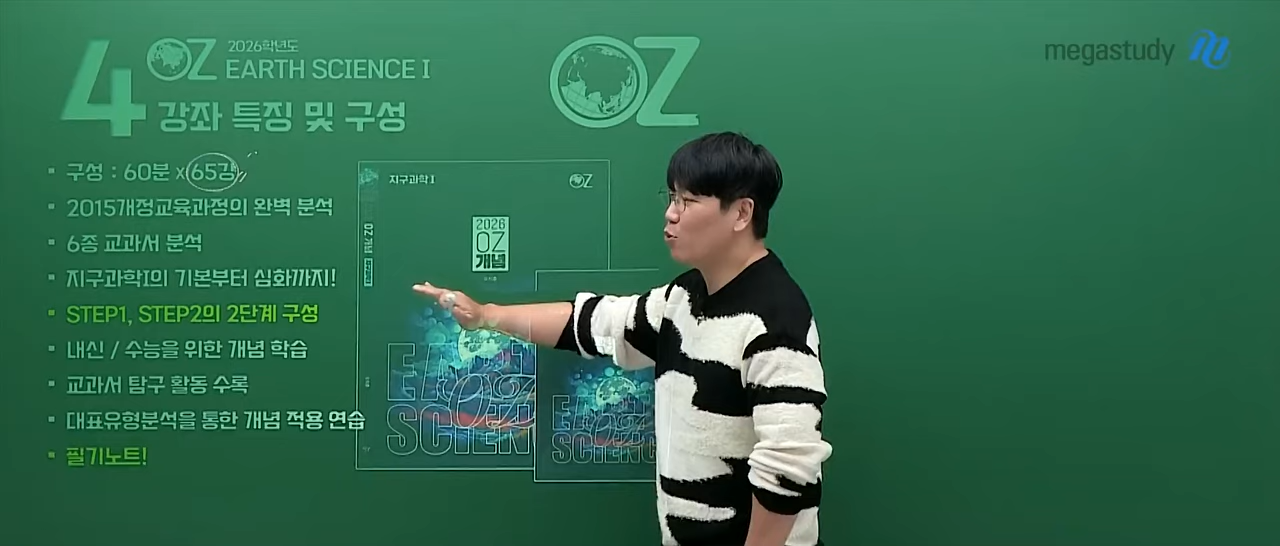 4
OZ 2026학년도
EARTH SCIENCE I
강좌 특징 및 구성
OZ
megastudy
▪ 구성 : 60분 x 65강
▪ 2015개정교육과정의 완벽 분석
▪ 6종 교과서 분석
▪ 지구과학I의 기본부터 심화까지!
▪ STEP1, STEP2의 2단계 구성
▪ 내신 / 수능을 위한 개념 학습
▪ 교과서 탐구 활동 수록
▪ 대표유형분석을 통한 개념 적용 연습
▪ 필기노트!
지구과학 I
OZ
2026
OZ
개념
OZ
SCIEN
OZ
SCIENC